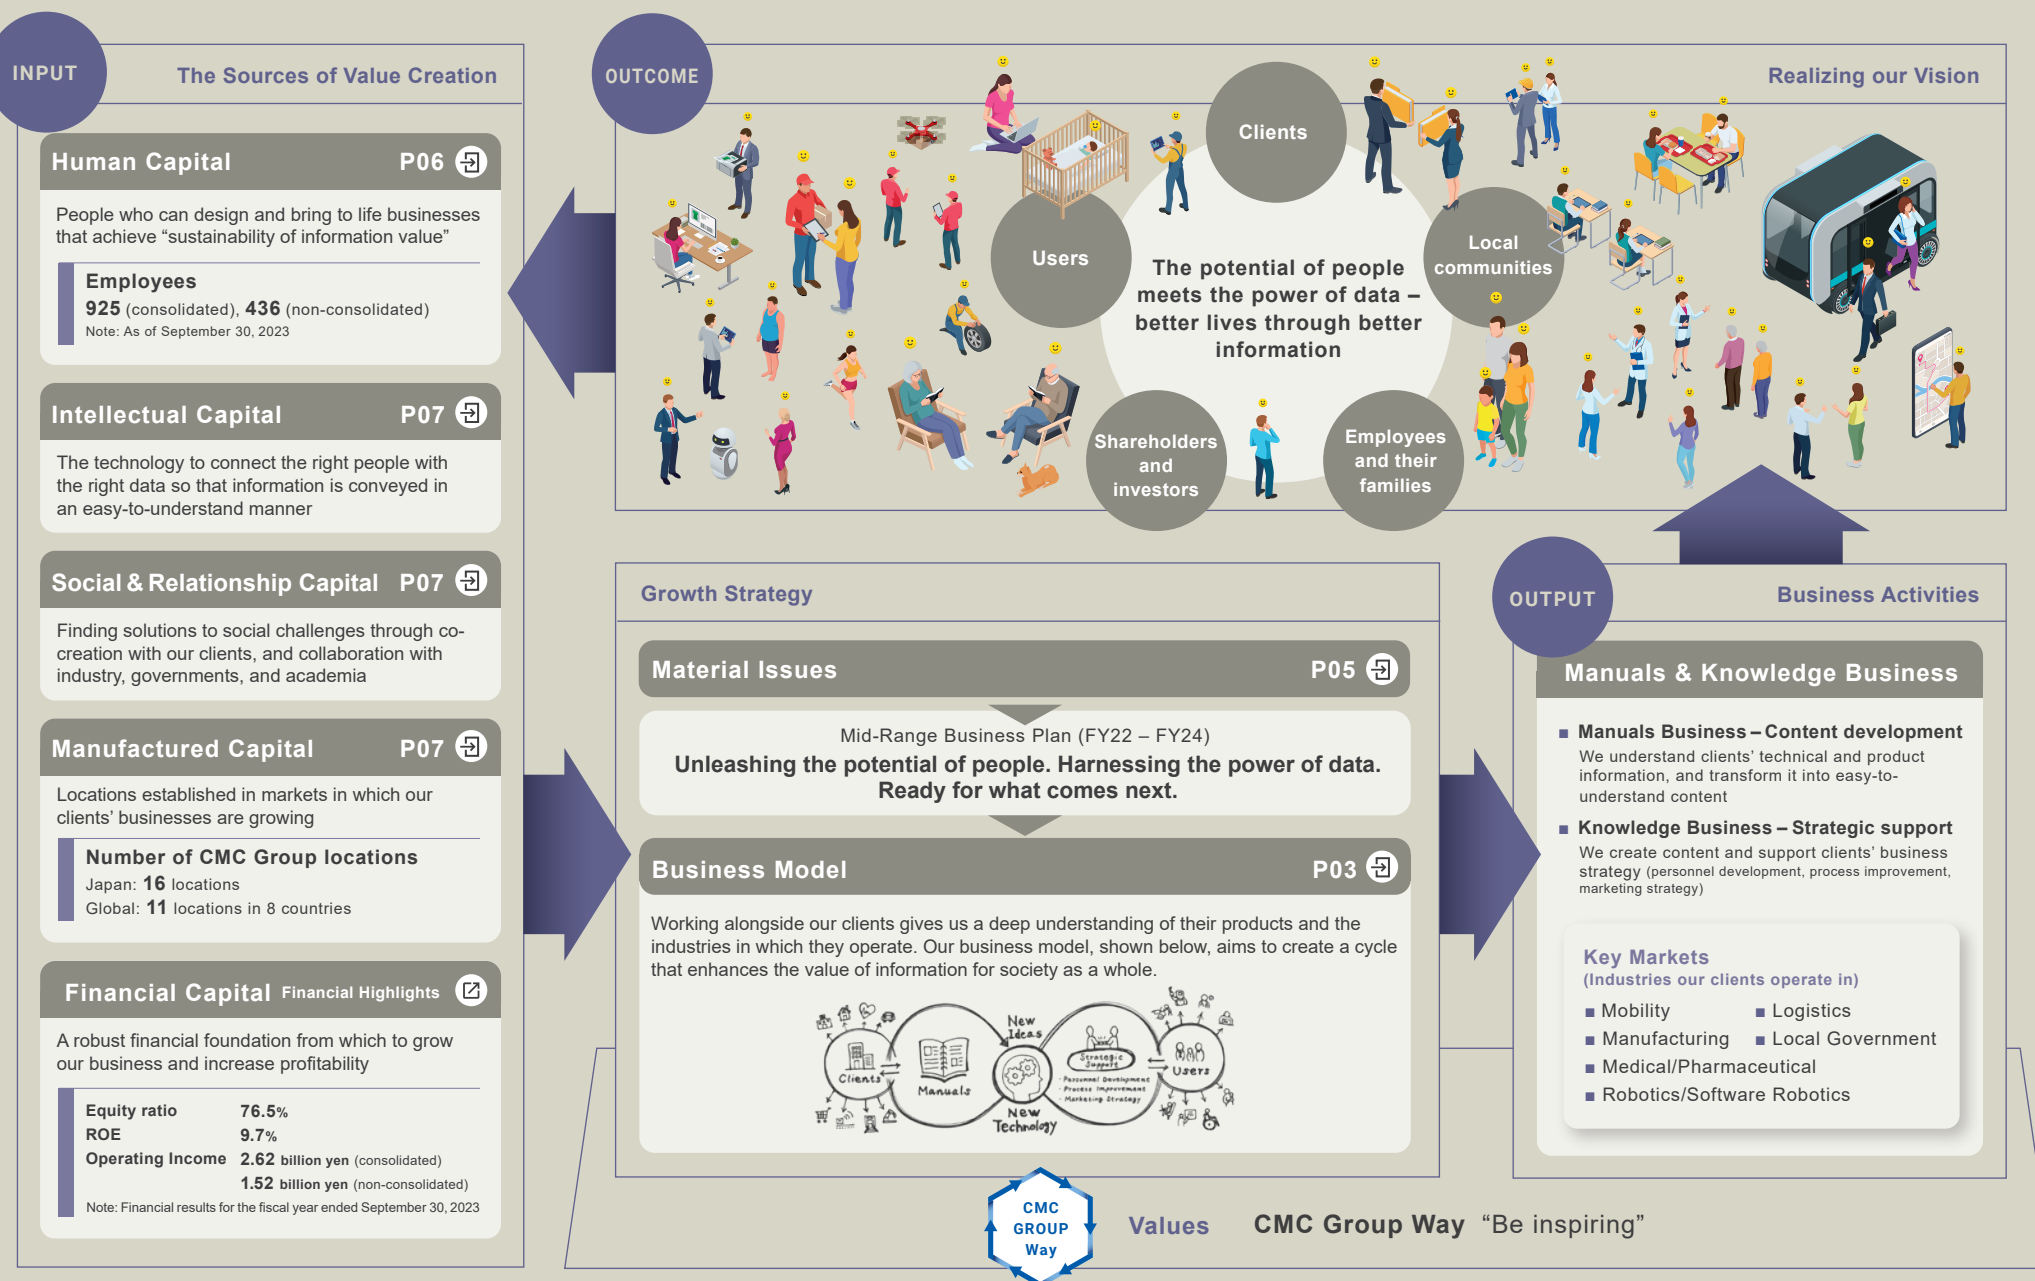 INPUT
The Sources of Value Creation
Human Capital P06
People who can design and bring to life businesses
that achieve “sustainability of information value”
Employees
925 (consolidated), 436 (non-consolidated)
Note: As of September 30, 2023
Intellectual Capital P07
The technology to connect the right people with
the right data so that information is conveyed in
an easy-to-understand manner
Social & Relationship Capital P07
Finding solutions to social challenges through co-
creation with our clients, and collaboration with
industry, governments, and academia
Manufactured Capital P07
Locations established in markets in which our
clients’ businesses are growing
Number of CMC Group locations
Japan: 16 locations
Global: 11 locations in 8 countries
Financial Capital Financial Highlights
A robust financial foundation from which to grow
our business and increase profitability
Equity ratio 76.5%
ROE 9.7%
Operating Income 2.62 billion yen (consolidated)
1.52 billion yen (non-consolidated)
Note: Financial results for the fiscal year ended September 30, 2023
OUTCOME
Realizing our Vision
Clients
Users
Local
communities
The potential of people
meets the power of data –
better lives through better
information
Shareholders
and
investors
Employees
and their
families
Growth Strategy
Material Issues P05
Mid-Range Business Plan (FY22 – FY24)
Unleashing the potential of people. Harnessing the power of data.
Ready for what comes next.
Business Model P03
Working alongside our clients gives us a deep understanding of their products and the
industries in which they operate. Our business model, shown below, aims to create a cycle
that enhances the value of information for society as a whole.
Clients
Manuals
New
Ideas
New
Technology
Strategic
Support
・Personnel Development
・Process Improvement
・Marketing Strategy
Users
OUTPUT
Business Activities
Manuals & Knowledge Business
■ Manuals Business – Content development
We understand clients’ technical and product
information, and transform it into easy-to-
understand content
■ Knowledge Business – Strategic support
We create content and support clients’ business
strategy (personnel development, process improvement,
marketing strategy)
Key Markets
(Industries our clients operate in)
■ Mobility ■ Logistics
■ Manufacturing ■ Local Government
■ Medical/Pharmaceutical
■ Robotics/Software Robotics
CMC
GROUP
Way
Values CMC Group Way “Be inspiring”